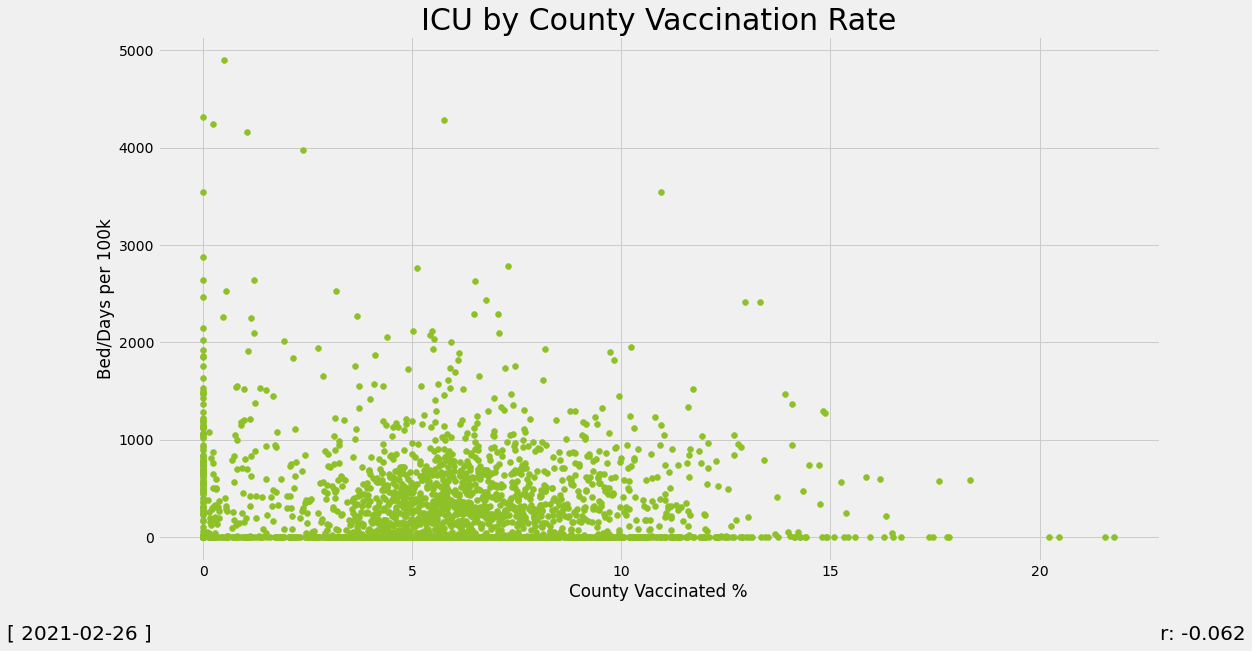 ICU by County Vaccination Rate
5000
4000
3000
2000
1000
0
Bed/Days per 100k
0 5 10 15 20
County Vaccinated %
[ 2021-02-26 ]
r: -0.062